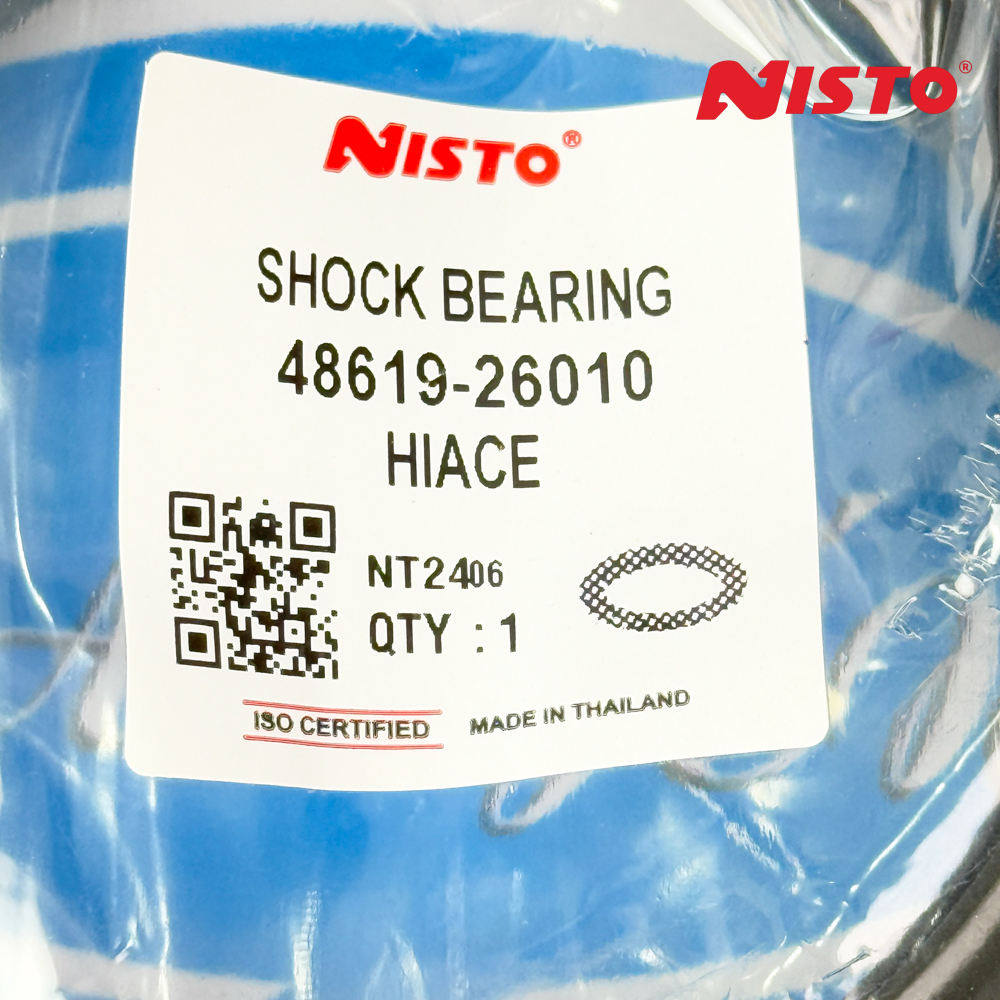 NISTO®
NISTO®
SHOCK BEARING
48619-26010
HIACE
NT2406
QTY : 1
ISO CERTIFIED
MADE IN THAILAND